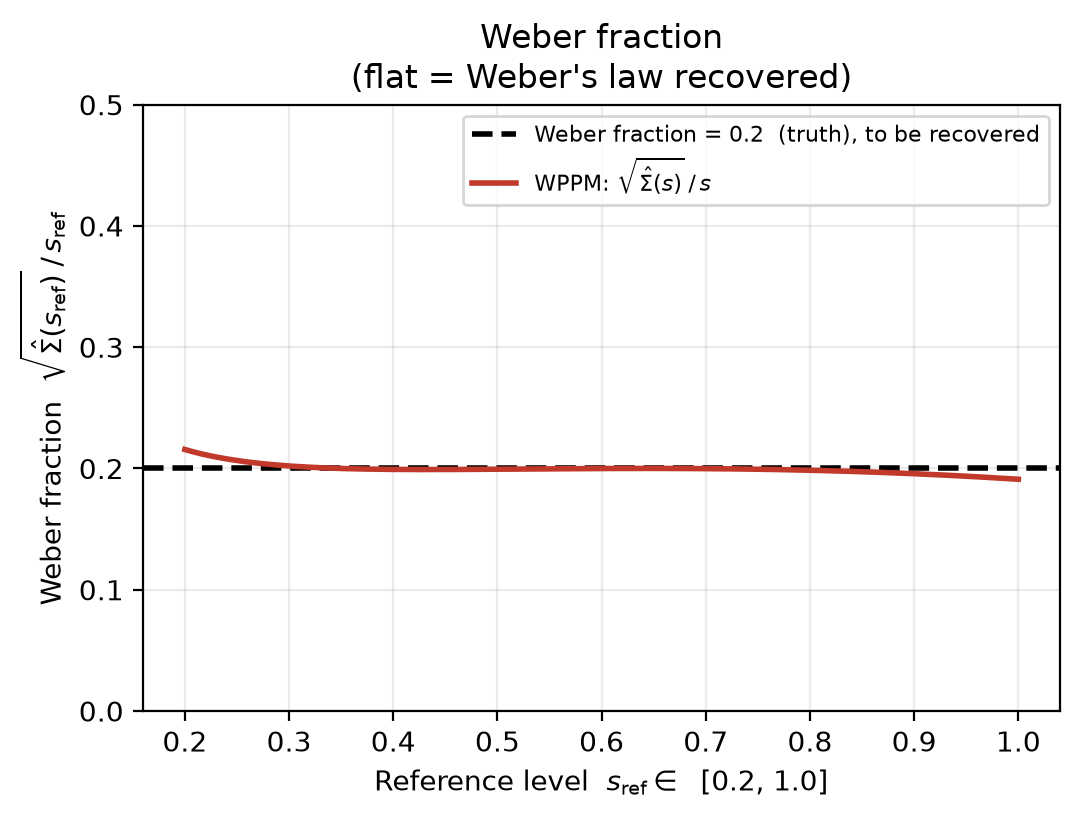 Weber fraction
(flat = Weber's law recovered)
Weber fraction = 0.2 (truth), to be recovered
WPPM: √Σ̂(s) / s
Weber fraction √Σ̂(s_ref) / s_ref
0.5
0.4
0.3
0.2
0.1
0.0
0.2 0.3 0.4 0.5 0.6 0.7 0.8 0.9 1.0
Reference level s_ref ∈ [0.2, 1.0]